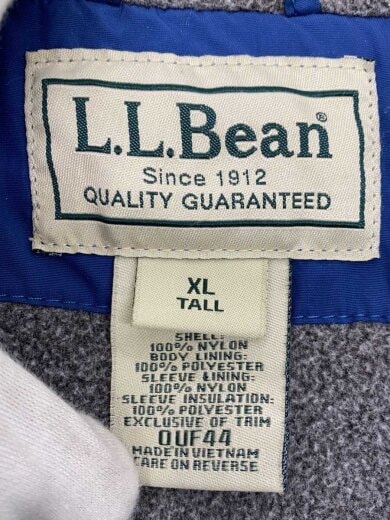 L.L.Bean®
Since 1912
QUALITY GUARANTEED
XL
TALL
SHELL:
100% NYLON
BODY LINING:
100% POLYESTER
SLEEVE LINING:
100% NYLON
SLEEVE INSULATION:
100% POLYESTER
EXCLUSIVE OF TRIM
OUF44
MADE IN VIETNAM
CARE ON REVERSE